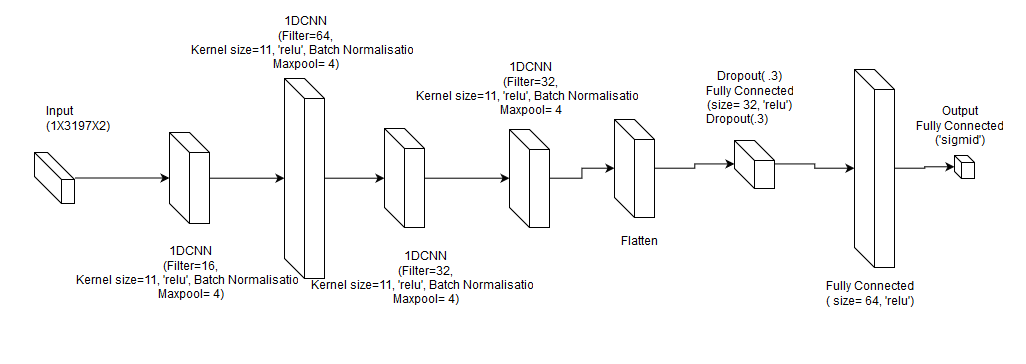 Input
(1X3197X2)
1DCNN
(Filter=16,
Kernel size=11, 'relu', Batch Normalisatio
Maxpool= 4)
1DCNN
(Filter=64,
Kernel size=11, 'relu', Batch Normalisatio
Maxpool= 4)
1DCNN
(Filter=32,
Kernel size=11, 'relu', Batch Normalisatio
Maxpool= 4)
1DCNN
(Filter=32,
Kernel size=11, 'relu', Batch Normalisatio
Maxpool= 4
Flatten
Dropout( .3)
Fully Connected
(size= 32, 'relu')
Dropout(.3)
Fully Connected
( size= 64, 'relu')
Output
Fully Connected
('sigmid')